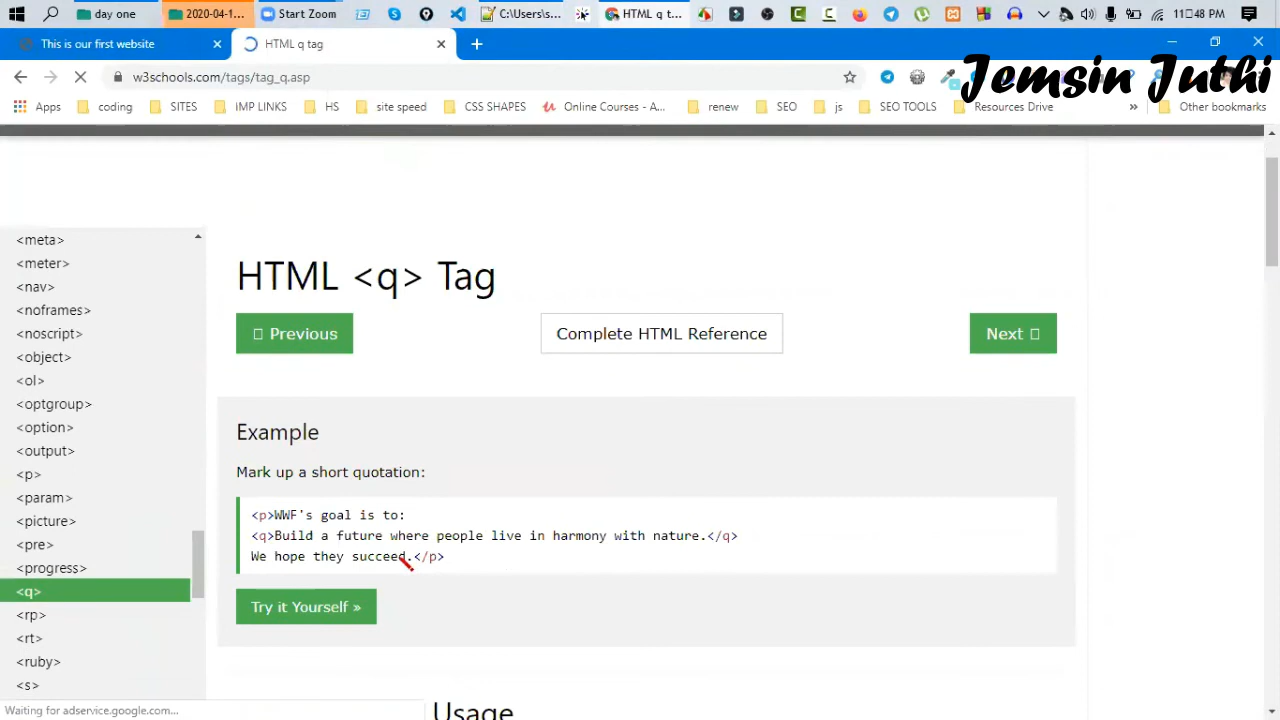 day one
2020-04-1...
Start Zoom
C:\Users\s...
HTML q t...
11 48 PM
This is our first website
HTML q tag
Jemsin Juthi
w3schools.com/tags/tag_q.asp
Apps
coding
SITES
IMP LINKS
HS
site speed
CSS SHAPES
Online Courses - A...
renew
SEO
js
SEO TOOLS
Resources Drive
»
Other bookmarks
<meta>
<meter>
<nav>
<noframes>
<noscript>
<object>
<ol>
<optgroup>
<option>
<output>
<p>
<param>
<picture>
<pre>
<progress>
<q>
<rp>
<rt>
<ruby>
<s>
HTML <q> Tag
Previous
Complete HTML Reference
Next
Example
Mark up a short quotation:
<p>WWF's goal is to:
<q>Build a future where people live in harmony with nature.</q>
We hope they succeed.</p>
Try it Yourself »
Usage
Waiting for adservice.google.com...